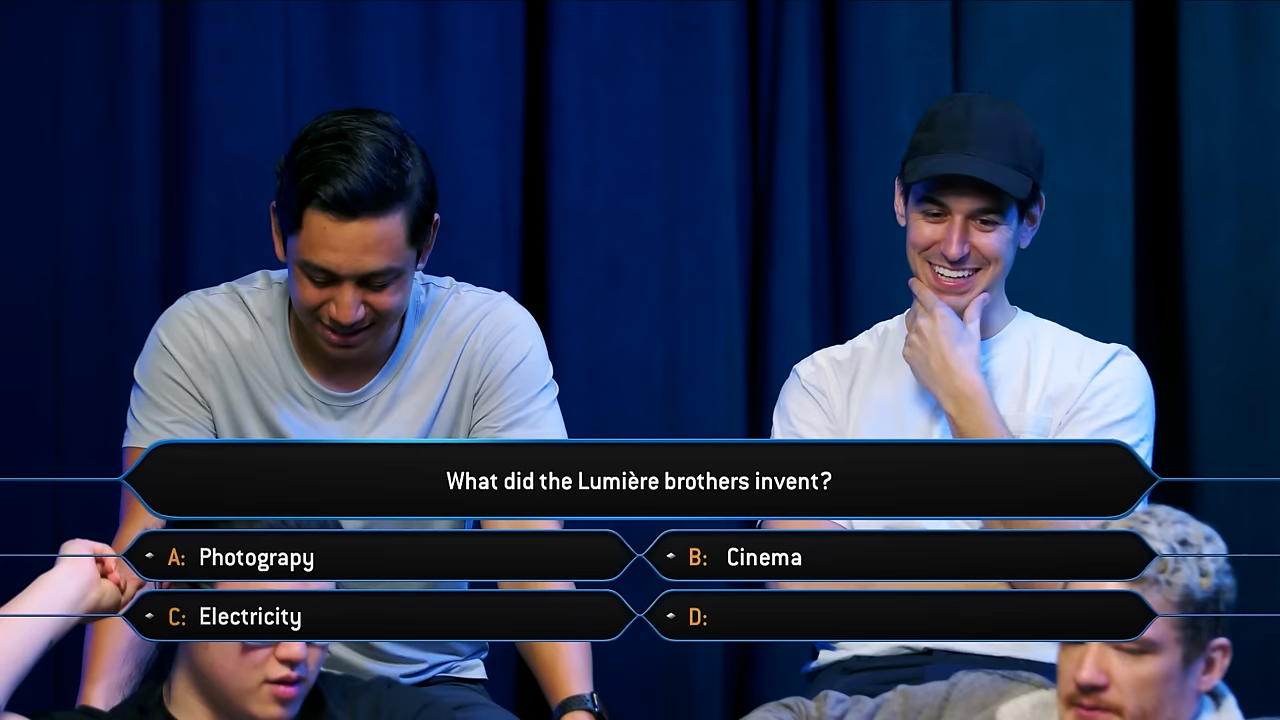 What did the Lumière brothers invent?
A: Photograpy
B: Cinema
C: Electricity
D: